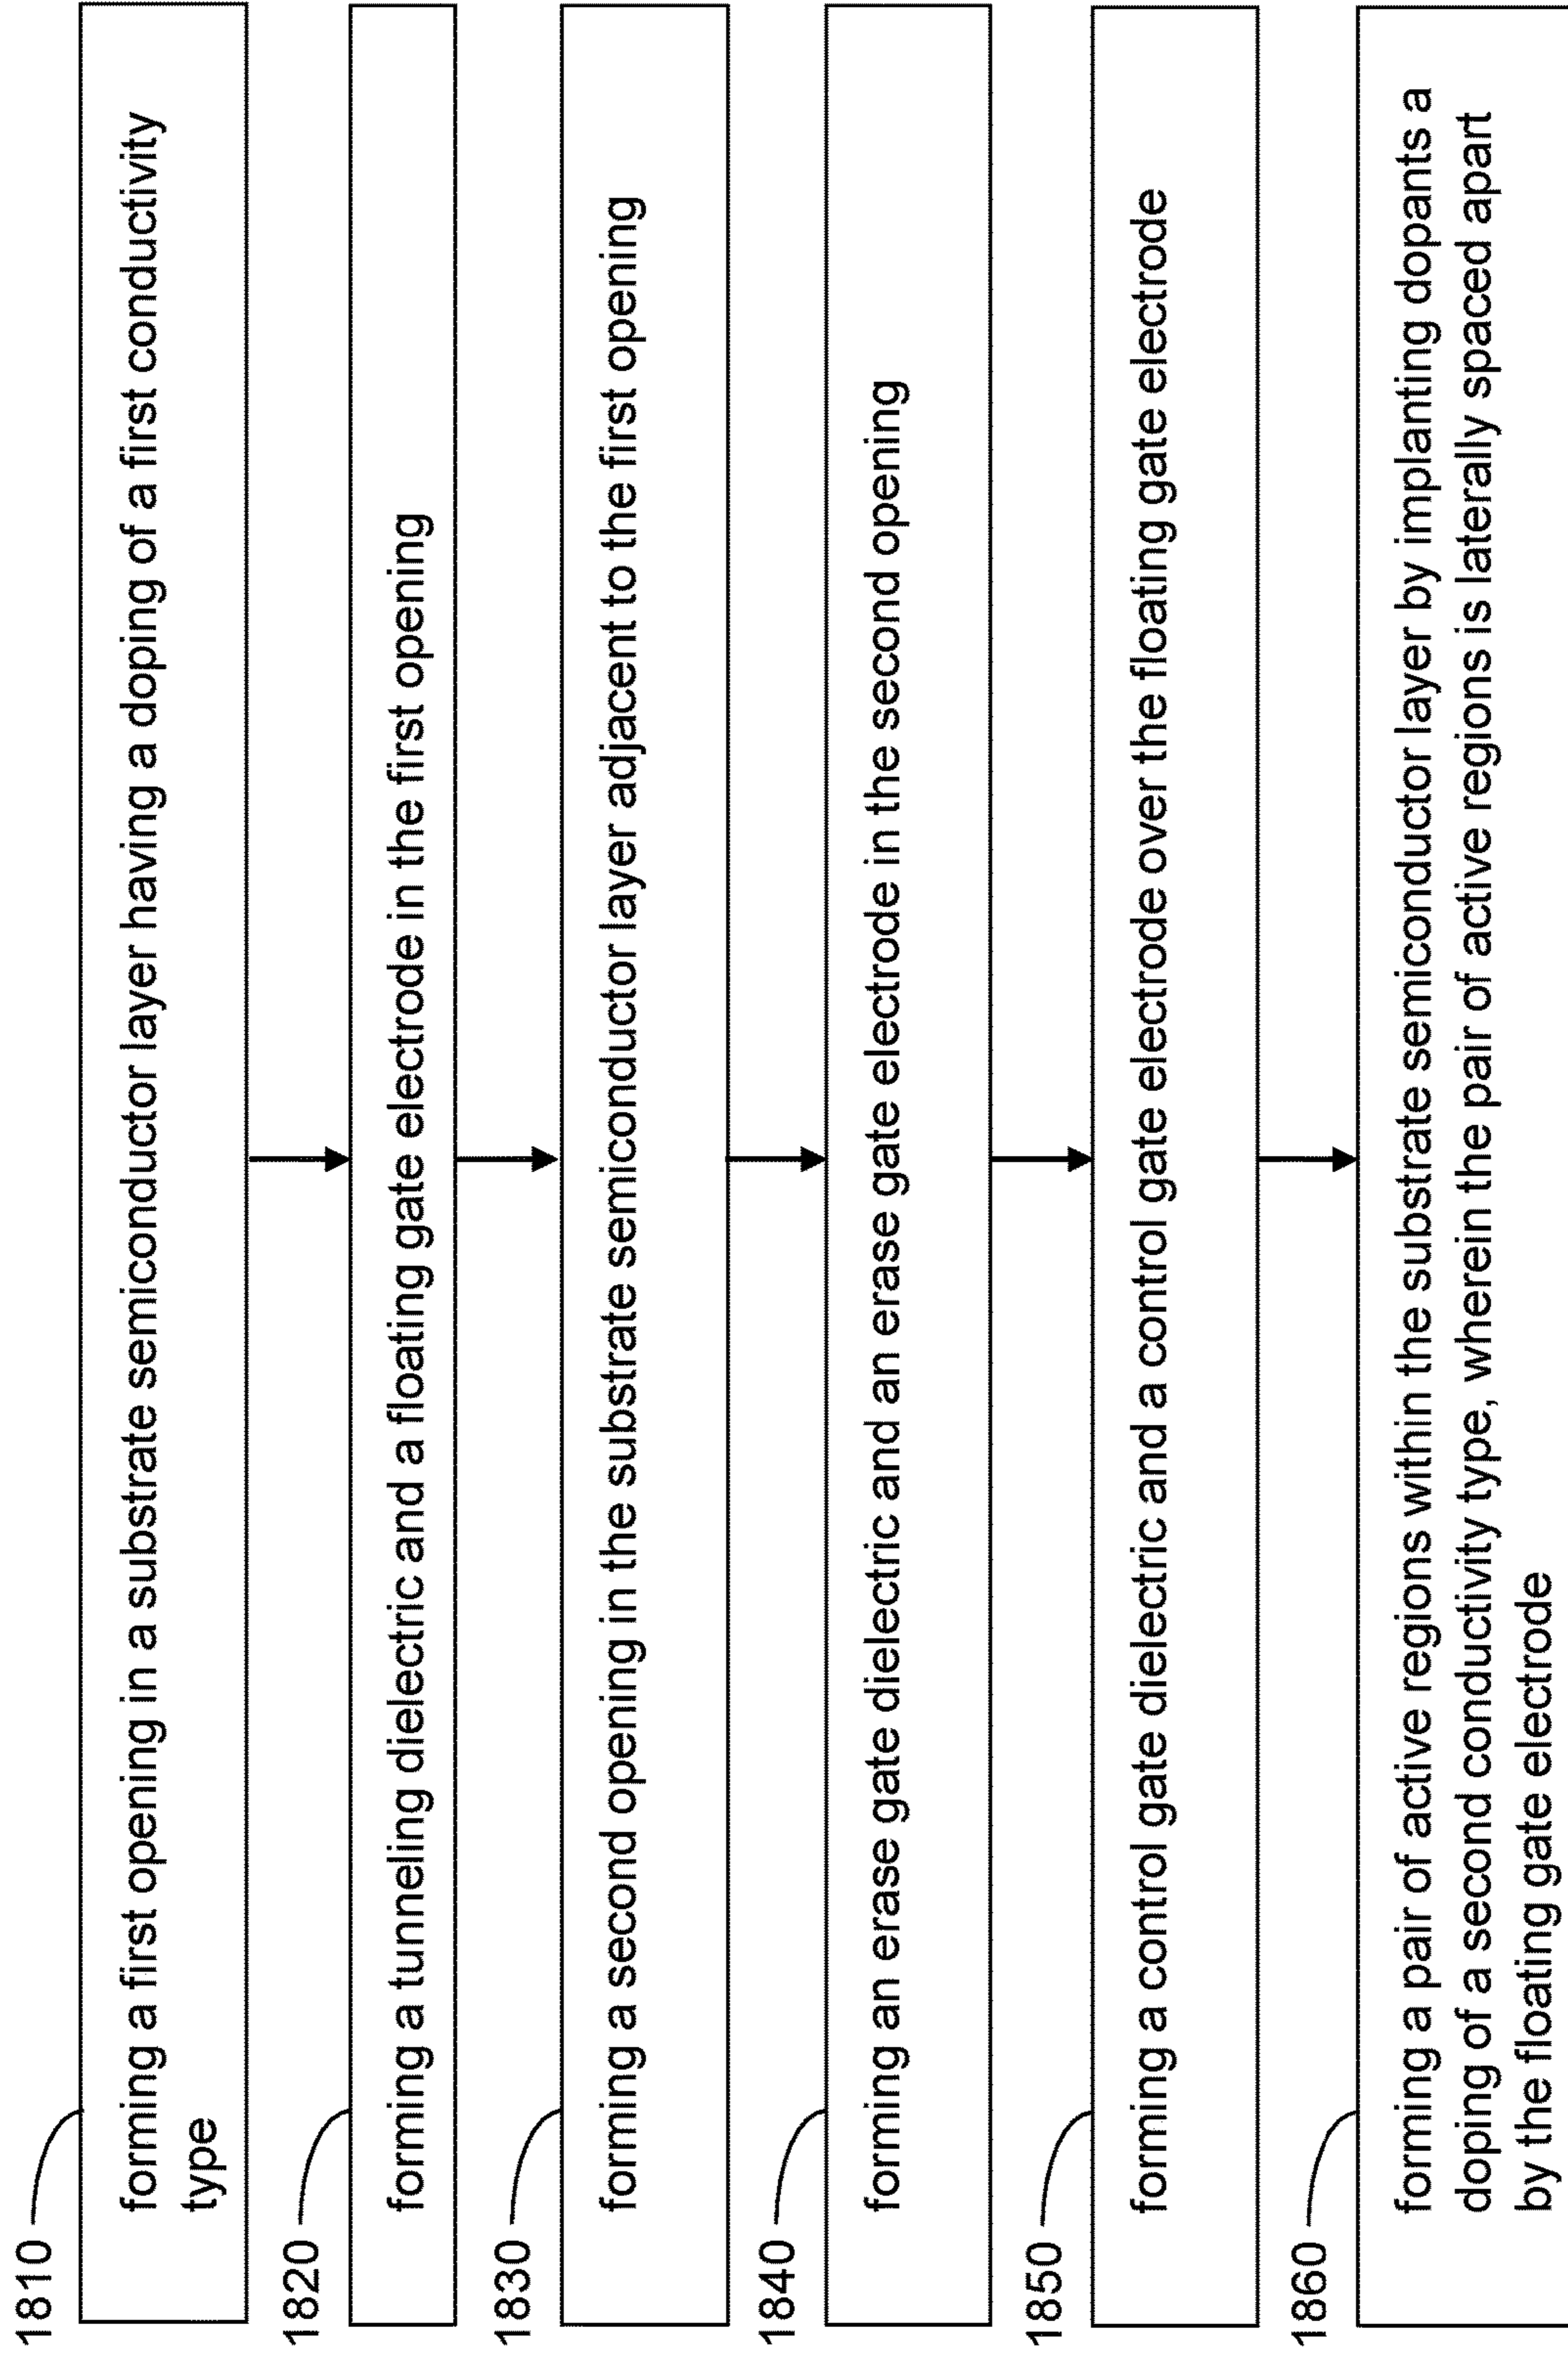 1810
forming a first opening in a substrate semiconductor layer having a doping of a first conductivity
type
1820
forming a tunneling dielectric and a floating gate electrode in the first opening
1830
forming a second opening in the substrate semiconductor layer adjacent to the first opening
1840
forming an erase gate dielectric and an erase gate electrode in the second opening
1850
forming a control gate dielectric and a control gate electrode over the floating gate electrode
1860
forming a pair of active regions within the substrate semiconductor layer by implanting dopants a
doping of a second conductivity type, wherein the pair of active regions is laterally spaced apart
by the floating gate electrode